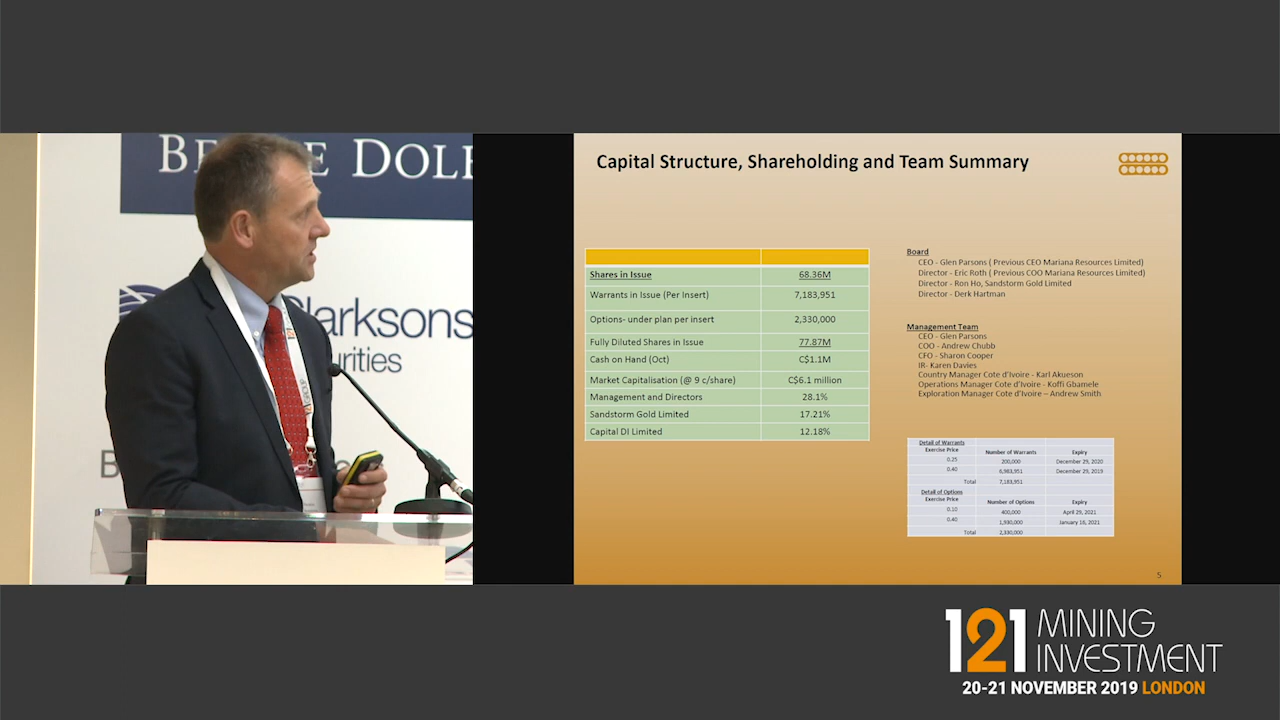 DOLE
Clarksons
121 Group
Capital Structure, Shareholding and Team Summary
Shares in Issue 68.36M
Warrants in Issue (Per Insert) 7,183,951
Options- under plan per insert 2,330,000
Fully Diluted Shares in Issue 77.87M
Cash on Hand (Oct) C$1.1M
Market Capitalisation (@ 9 c/share) C$6.1 million
Management and Directors 28.1%
Sandstorm Gold Limited 17.21%
Capital DI Limited 12.18%
Board
CEO - Glen Parsons ( Previous CEO Mariana Resources Limited)
Director - Eric Roth ( Previous COO Mariana Resources Limited)
Director - Ron Ho, Sandstorm Gold Limited
Director - Derk Hartman
Management Team
CEO - Glen Parsons
COO - Andrew Chubb
CFO - Sharon Cooper
IR- Karen Davies
Country Manager Cote d'Ivoire - Karl Akueson
Operations Manager Cote d'Ivoire - Koffi Gbamele
Exploration Manager Cote d'Ivoire – Andrew Smith
Detail of Warrants
Exercise Price Number of Warrants Expiry
0.25 200,000 December 29, 2020
0.40 6,983,951 December 29, 2019
Total 7,183,951
Detail of Options
Exercise Price Number of Options Expiry
0.10 400,000 April 29, 2021
0.40 1,930,000 January 18, 2021
Total 2,330,000
5
121 MINING
INVESTMENT
20-21 NOVEMBER 2019 LONDON